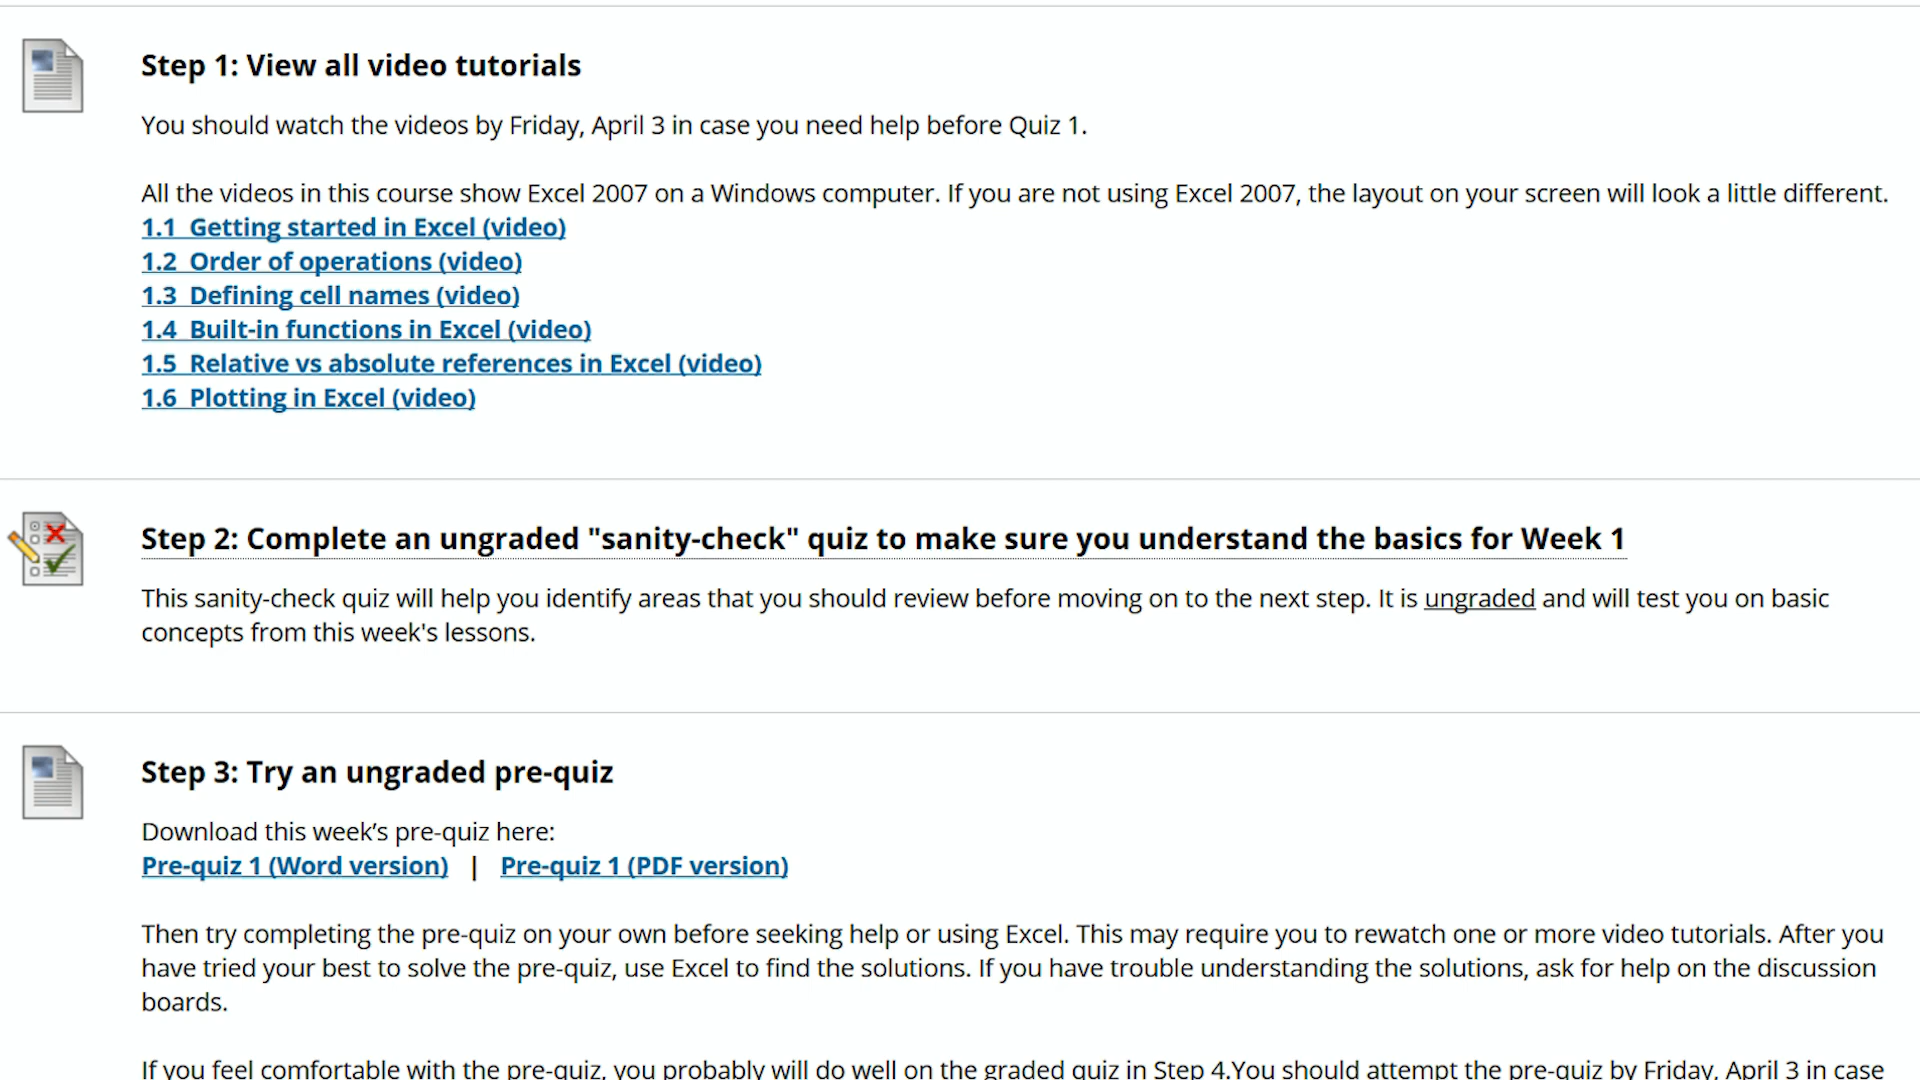 Step 1: View all video tutorials
You should watch the videos by Friday, April 3 in case you need help before Quiz 1.
All the videos in this course show Excel 2007 on a Windows computer. If you are not using Excel 2007, the layout on your screen will look a little different.
1.1  Getting started in Excel (video)
1.2  Order of operations (video)
1.3  Defining cell names (video)
1.4  Built-in functions in Excel (video)
1.5  Relative vs absolute references in Excel (video)
1.6  Plotting in Excel (video)
Step 2: Complete an ungraded "sanity-check" quiz to make sure you understand the basics for Week 1
This sanity-check quiz will help you identify areas that you should review before moving on to the next step. It is ungraded and will test you on basic
concepts from this week's lessons.
Step 3: Try an ungraded pre-quiz
Download this week’s pre-quiz here:
Pre-quiz 1 (Word version)   |   Pre-quiz 1 (PDF version)
Then try completing the pre-quiz on your own before seeking help or using Excel. This may require you to rewatch one or more video tutorials. After you
have tried your best to solve the pre-quiz, use Excel to find the solutions. If you have trouble understanding the solutions, ask for help on the discussion
boards.
If you feel comfortable with the pre-quiz, you probably will do well on the graded quiz in Step 4.You should attempt the pre-quiz by Friday, April 3 in case